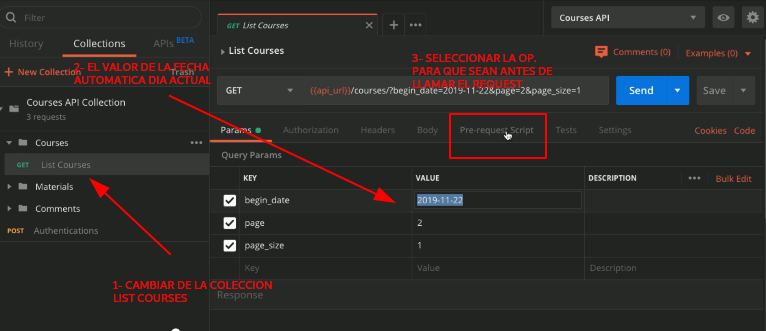 Filter
GET List Courses
Courses API
History
Collections
APIs BETA
List Courses
Comments (0)
Examples (0)
+ New Collection
Trash
2- EL VALOR DE LA FECHA
AUTOMATICA DIA ACTUAL
3- SELECCIONAR LA OP.
PARA QUE SEAN ANTES DE
LLAMAR EL REQUEST
GET
{{api_url}}/courses/?begin_date=2019-11-22&page=2&page_size=1
Send
Save
Courses API Collection
3 requests
Params
Authorization
Headers
Body
Pre-request Script
Tests
Settings
Cookies
Code
Courses
GET List Courses
Materials
Comments
POST Authentications
Query Params
KEY
VALUE
DESCRIPTION
Bulk Edit
begin_date
2019-11-22
page
2
page_size
1
Key
Value
Description
1- CAMBIAR DE LA COLECCION
LIST COURSES
Response